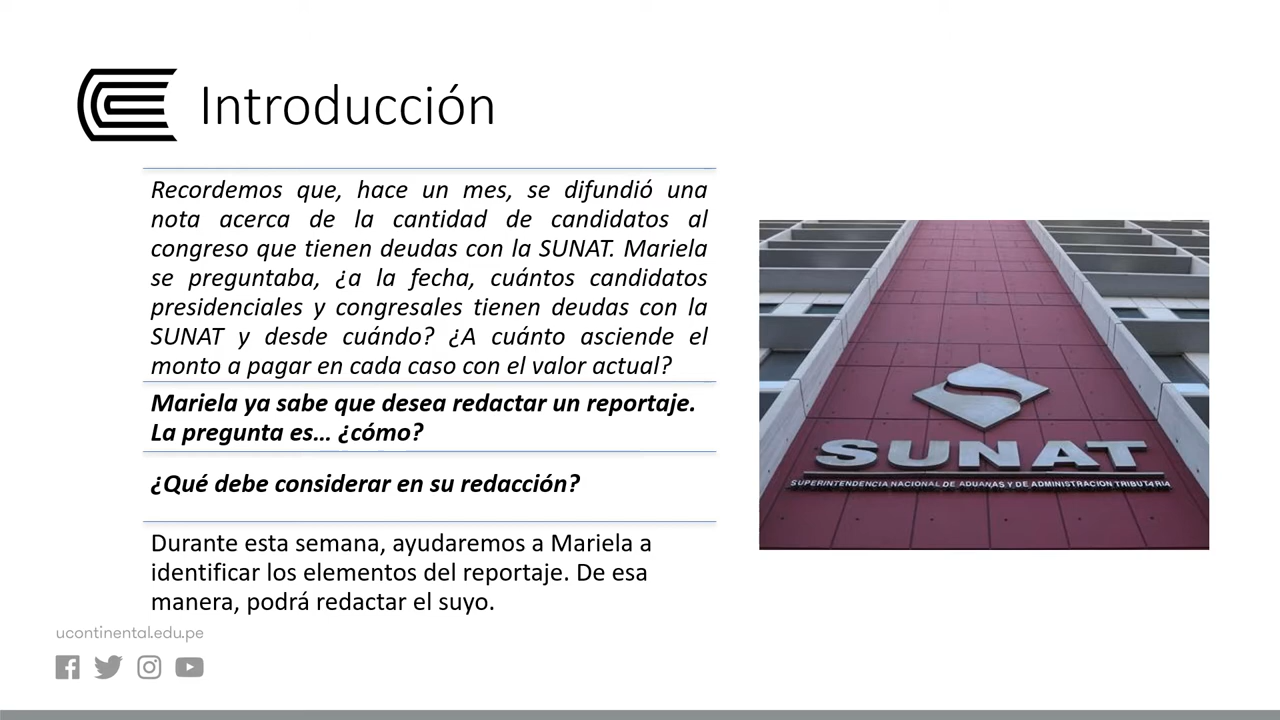 Introducción
Recordemos que, hace un mes, se difundió una
nota acerca de la cantidad de candidatos al
congreso que tienen deudas con la SUNAT. Mariela
se preguntaba, ¿a la fecha, cuántos candidatos
presidenciales y congresales tienen deudas con la
SUNAT y desde cuándo? ¿A cuánto asciende el
monto a pagar en cada caso con el valor actual?
Mariela ya sabe que desea redactar un reportaje.
La pregunta es... ¿cómo?
¿Qué debe considerar en su redacción?
Durante esta semana, ayudaremos a Mariela a
identificar los elementos del reportaje. De esa
manera, podrá redactar el suyo.
SUNAT
SUPERINTENDENCIA NACIONAL DE ADUANAS Y DE ADMINISTRACION TRIBUTARIA
ucontinental.edu.pe